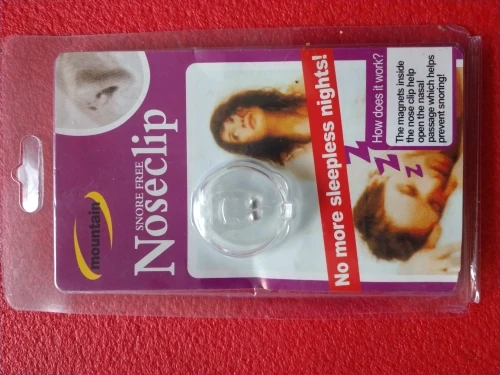 mountain
SNORE FREE
Noseclip
No more sleepless nights!
z
z
z
How does it work?
The magnets inside
the nose clip help
open the nasal
passage which helps
prevent snoring!